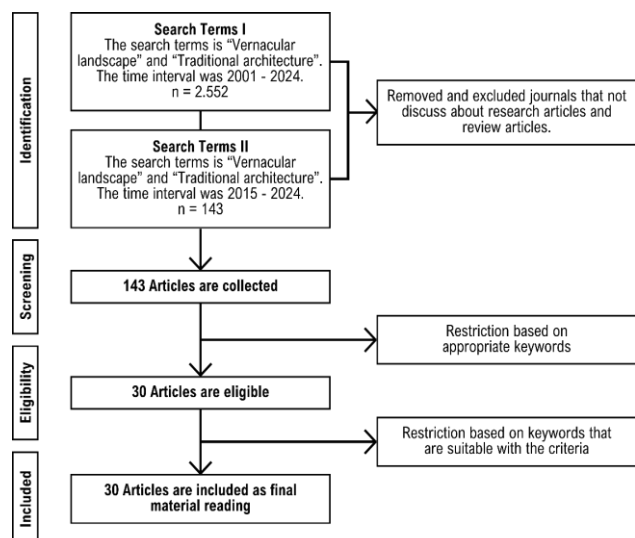 Identification
Search Terms I
The search terms is “Vernacular
landscape” and “Traditional architecture”.
The time interval was 2001 - 2024.
n = 2.552
Removed and excluded journals that not
discuss about research articles and
review articles.
Search Terms II
The search terms is “Vernacular
landscape” and “Traditional architecture”.
The time interval was 2015 - 2024.
n = 143
Screening
143 Articles are collected
Restriction based on
appropriate keywords
Eligibility
30 Articles are eligible
Restriction based on keywords that
are suitable with the criteria
Included
30 Articles are included as final
material reading